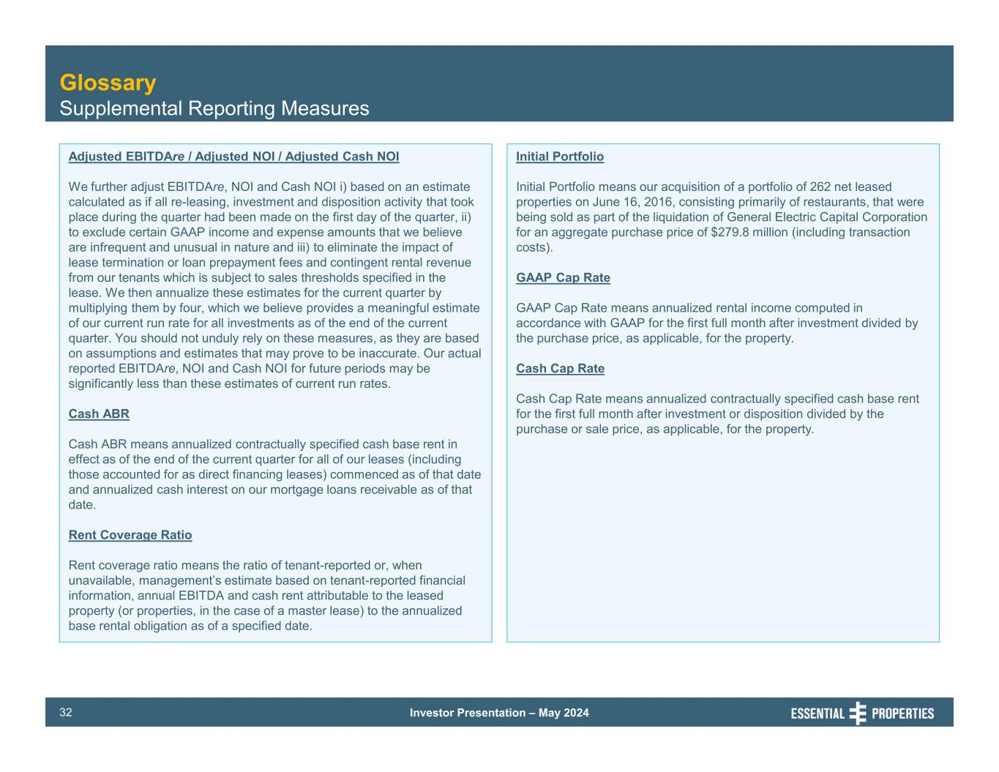 Glossary
Supplemental Reporting Measures
Adjusted EBITDAre / Adjusted NOI / Adjusted Cash NOI
We further adjust EBITDAre, NOI and Cash NOI i) based on an estimate
calculated as if all re-leasing, investment and disposition activity that took
place during the quarter had been made on the first day of the quarter, ii)
to exclude certain GAAP income and expense amounts that we believe
are infrequent and unusual in nature and iii) to eliminate the impact of
lease termination or loan prepayment fees and contingent rental revenue
from our tenants which is subject to sales thresholds specified in the
lease. We then annualize these estimates for the current quarter by
multiplying them by four, which we believe provides a meaningful estimate
of our current run rate for all investments as of the end of the current
quarter. You should not unduly rely on these measures, as they are based
on assumptions and estimates that may prove to be inaccurate. Our actual
reported EBITDAre, NOI and Cash NOI for future periods may be
significantly less than these estimates of current run rates.
Cash ABR
Cash ABR means annualized contractually specified cash base rent in
effect as of the end of the current quarter for all of our leases (including
those accounted for as direct financing leases) commenced as of that date
and annualized cash interest on our mortgage loans receivable as of that
date.
Rent Coverage Ratio
Rent coverage ratio means the ratio of tenant-reported or, when
unavailable, management’s estimate based on tenant-reported financial
information, annual EBITDA and cash rent attributable to the leased
property (or properties, in the case of a master lease) to the annualized
base rental obligation as of a specified date.
Initial Portfolio
Initial Portfolio means our acquisition of a portfolio of 262 net leased
properties on June 16, 2016, consisting primarily of restaurants, that were
being sold as part of the liquidation of General Electric Capital Corporation
for an aggregate purchase price of $279.8 million (including transaction
costs).
GAAP Cap Rate
GAAP Cap Rate means annualized rental income computed in
accordance with GAAP for the first full month after investment divided by
the purchase price, as applicable, for the property.
Cash Cap Rate
Cash Cap Rate means annualized contractually specified cash base rent
for the first full month after investment or disposition divided by the
purchase or sale price, as applicable, for the property.
32
Investor Presentation – May 2024
ESSENTIAL PROPERTIES